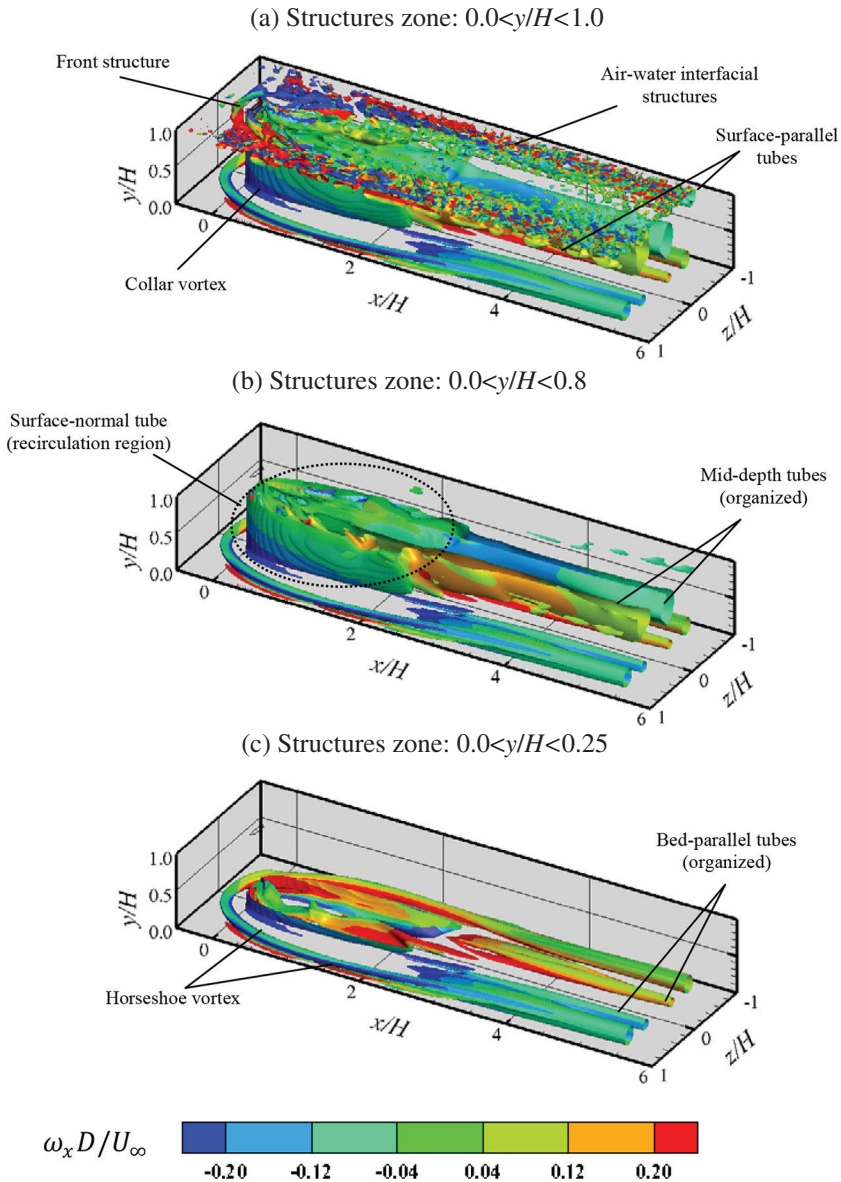 (a) Structures zone: 0.0<y/H<1.0
Front structure
Air-water interfacial
structures
Surface-parallel
tubes
1.0
0.5
0.0
y/H
0
2
4
6
x/H
1
0
-1
z/H
Collar vortex
(b) Structures zone: 0.0<y/H<0.8
Surface-normal tube
(recirculation region)
Mid-depth tubes
(organized)
1.0
0.5
0.0
y/H
0
2
4
6
x/H
1
0
-1
z/H
(c) Structures zone: 0.0<y/H<0.25
Bed-parallel tubes
(organized)
1.0
0.5
0.0
y/H
0
2
4
6
x/H
1
0
-1
z/H
Horseshoe vortex
ωₓD/U∞
-0.20 -0.12 -0.04 0.04 0.12 0.20